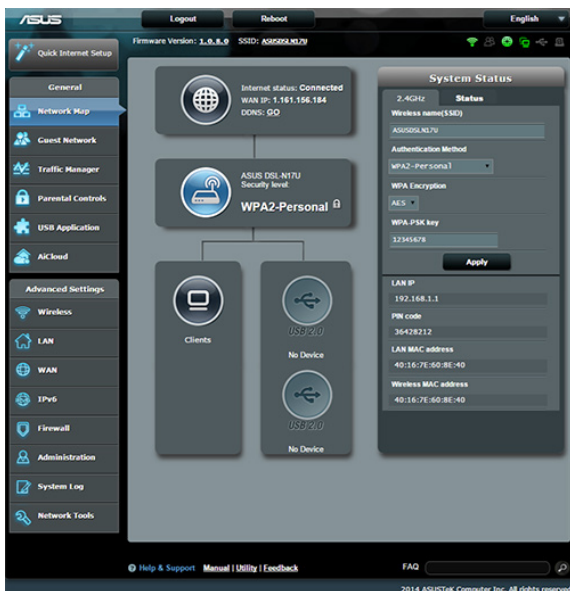 ASUS
Logout
Reboot
English
Quick Internet Setup
Firmware Version: 1.0.8.0 SSID: ASUSDSLN17U
General
Network Map
Guest Network
Traffic Manager
Parental Controls
USB Application
AiCloud
Advanced Settings
Wireless
LAN
WAN
IPv6
Firewall
Administration
System Log
Network Tools
Internet status: Connected
WAN IP: 1.161.156.184
DDNS: GO
ASUS DSL-N17U
Security level:
WPA2-Personal
Clients
USB 2.0
No Device
USB 2.0
No Device
System Status
2.4GHz Status
Wireless name(SSID)
ASUSDSLN17U
Authentication Method
WPA2-Personal
WPA Encryption
AES
WPA-PSK key
12345678
Apply
LAN IP
192.168.1.1
PIN code
36428212
LAN MAC address
40:16:7E:60:8E:40
Wireless MAC address
40:16:7E:60:8E:40
Help & Support Manual | Utility | Feedback
FAQ
2014 ASUSTeK Computer Inc. All rights reserved